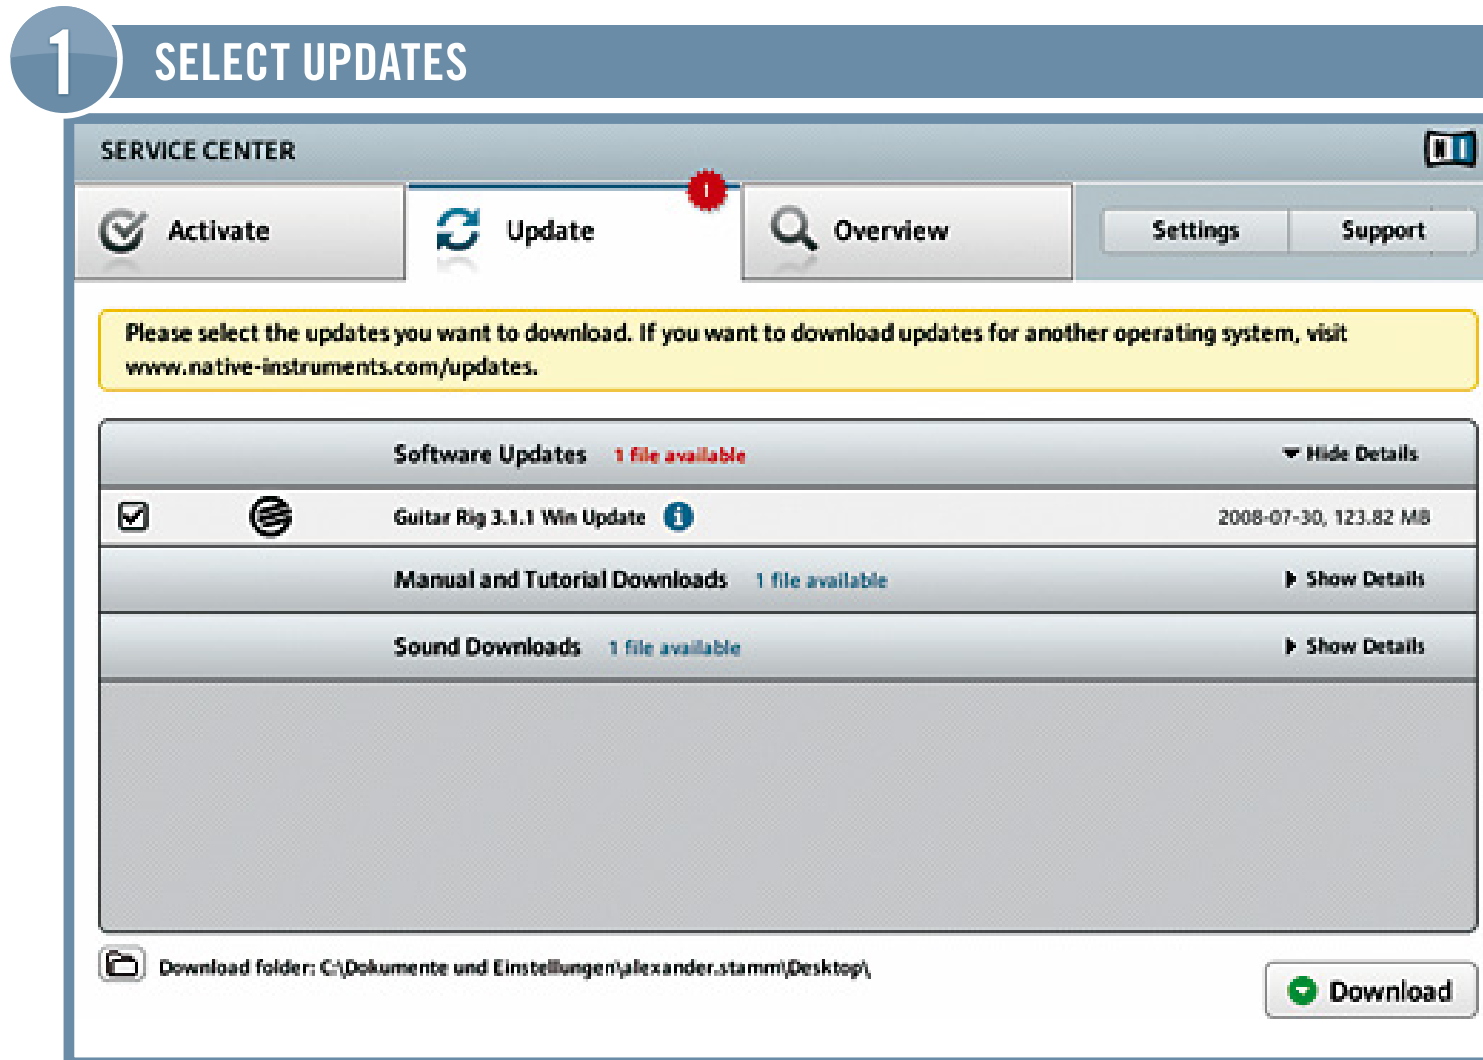 1 SELECT UPDATES
SERVICE CENTER
N I
Activate Update 1 Overview Settings Support
Please select the updates you want to download. If you want to download updates for another operating system, visit
www.native-instruments.com/updates.
Software Updates 1 file available Hide Details
Guitar Rig 3.1.1 Win Update i 2008-07-30, 123.82 MB
Manual and Tutorial Downloads 1 file available Show Details
Sound Downloads 1 file available Show Details
Download folder: C:\Dokumente und Einstellungen\alexander.stamm\Desktop\
Download